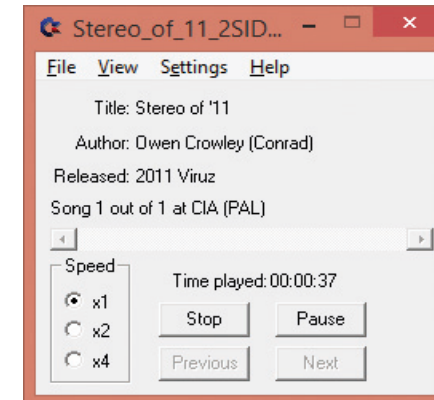 Stereo_of_11_2SID...
File View Settings Help
Title: Stereo of '11
Author: Owen Crowley (Conrad)
Released: 2011 Viruz
Song 1 out of 1 at CIA (PAL)
Speed
x1
x2
x4
Time played: 00:00:37
Stop Pause
Previous Next